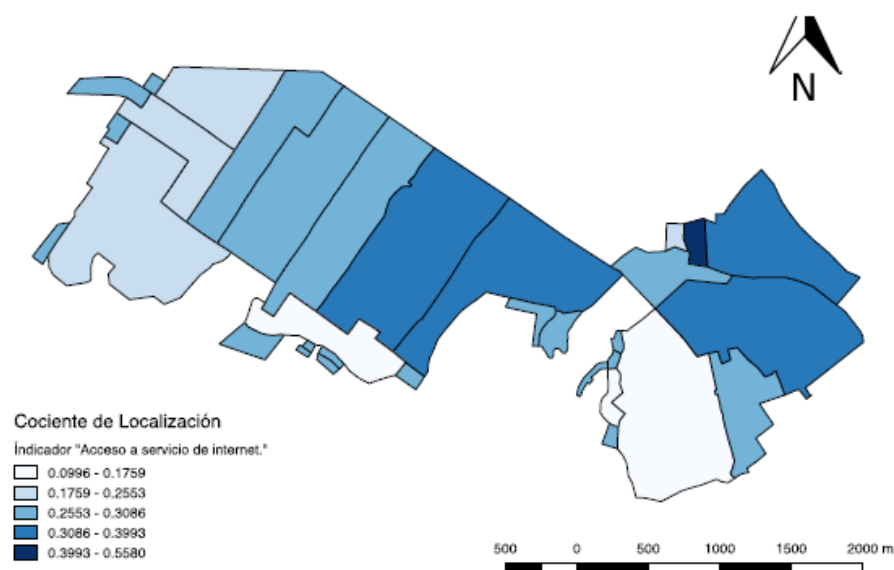 N
Cociente de Localización
Índicador "Acceso a servicio de internet."
0.0996 - 0.1759
0.1759 - 0.2553
0.2553 - 0.3086
0.3086 - 0.3993
0.3993 - 0.5580
500 0 500 1000 1500 2000 m